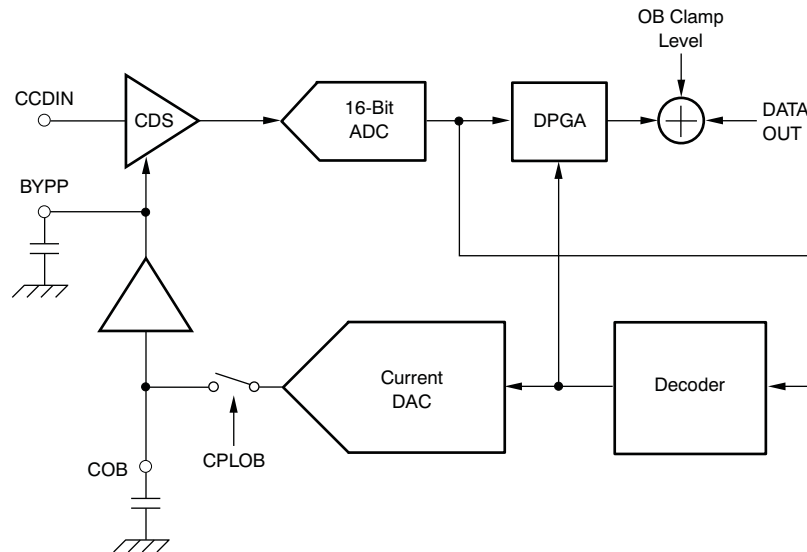 OB Clamp
Level
CCDIN
CDS
16-Bit
ADC
DPGA
DATA
OUT
BYPP
Current
DAC
Decoder
CPLOB
COB